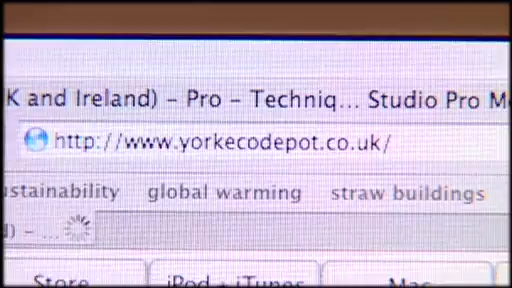 K and Ireland) – Pro – Techniq... Studio Pro M
http://www.yorkecodepot.co.uk/
ustainability global warming straw buildings
d) – ...
Store iPod + iTunes Mac